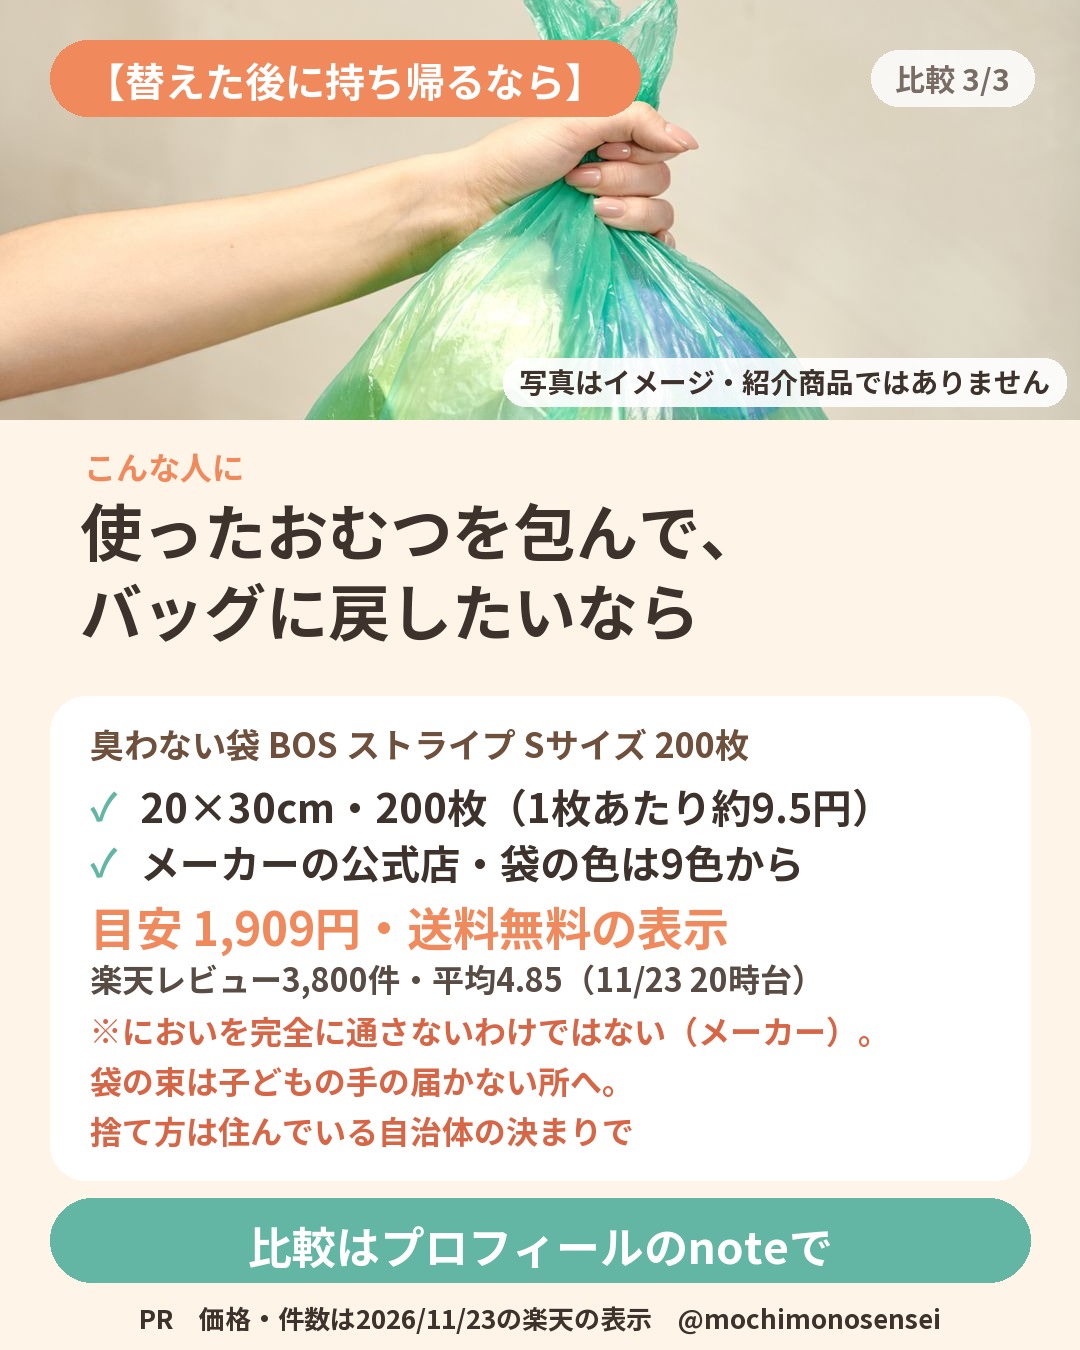 【替えた後に持ち帰るなら】
比較 3/3
写真はイメージ・紹介商品ではありません
こんな人に
使ったおむつを包んで、
バッグに戻したいなら
臭わない袋 BOS ストライプ Sサイズ 200枚
✓ 20×30cm・200枚（1枚あたり約9.5円）
✓ メーカーの公式店・袋の色は9色から
目安 1,909円・送料無料の表示
楽天レビュー3,800件・平均4.85（11/23 20時台）
※においを完全に通さないわけではない（メーカー）。
袋の束は子どもの手の届かない所へ。
捨て方は住んでいる自治体の決まりで
比較はプロフィールのnoteで
PR 価格・件数は2026/11/23の楽天の表示 @mochimonosensei